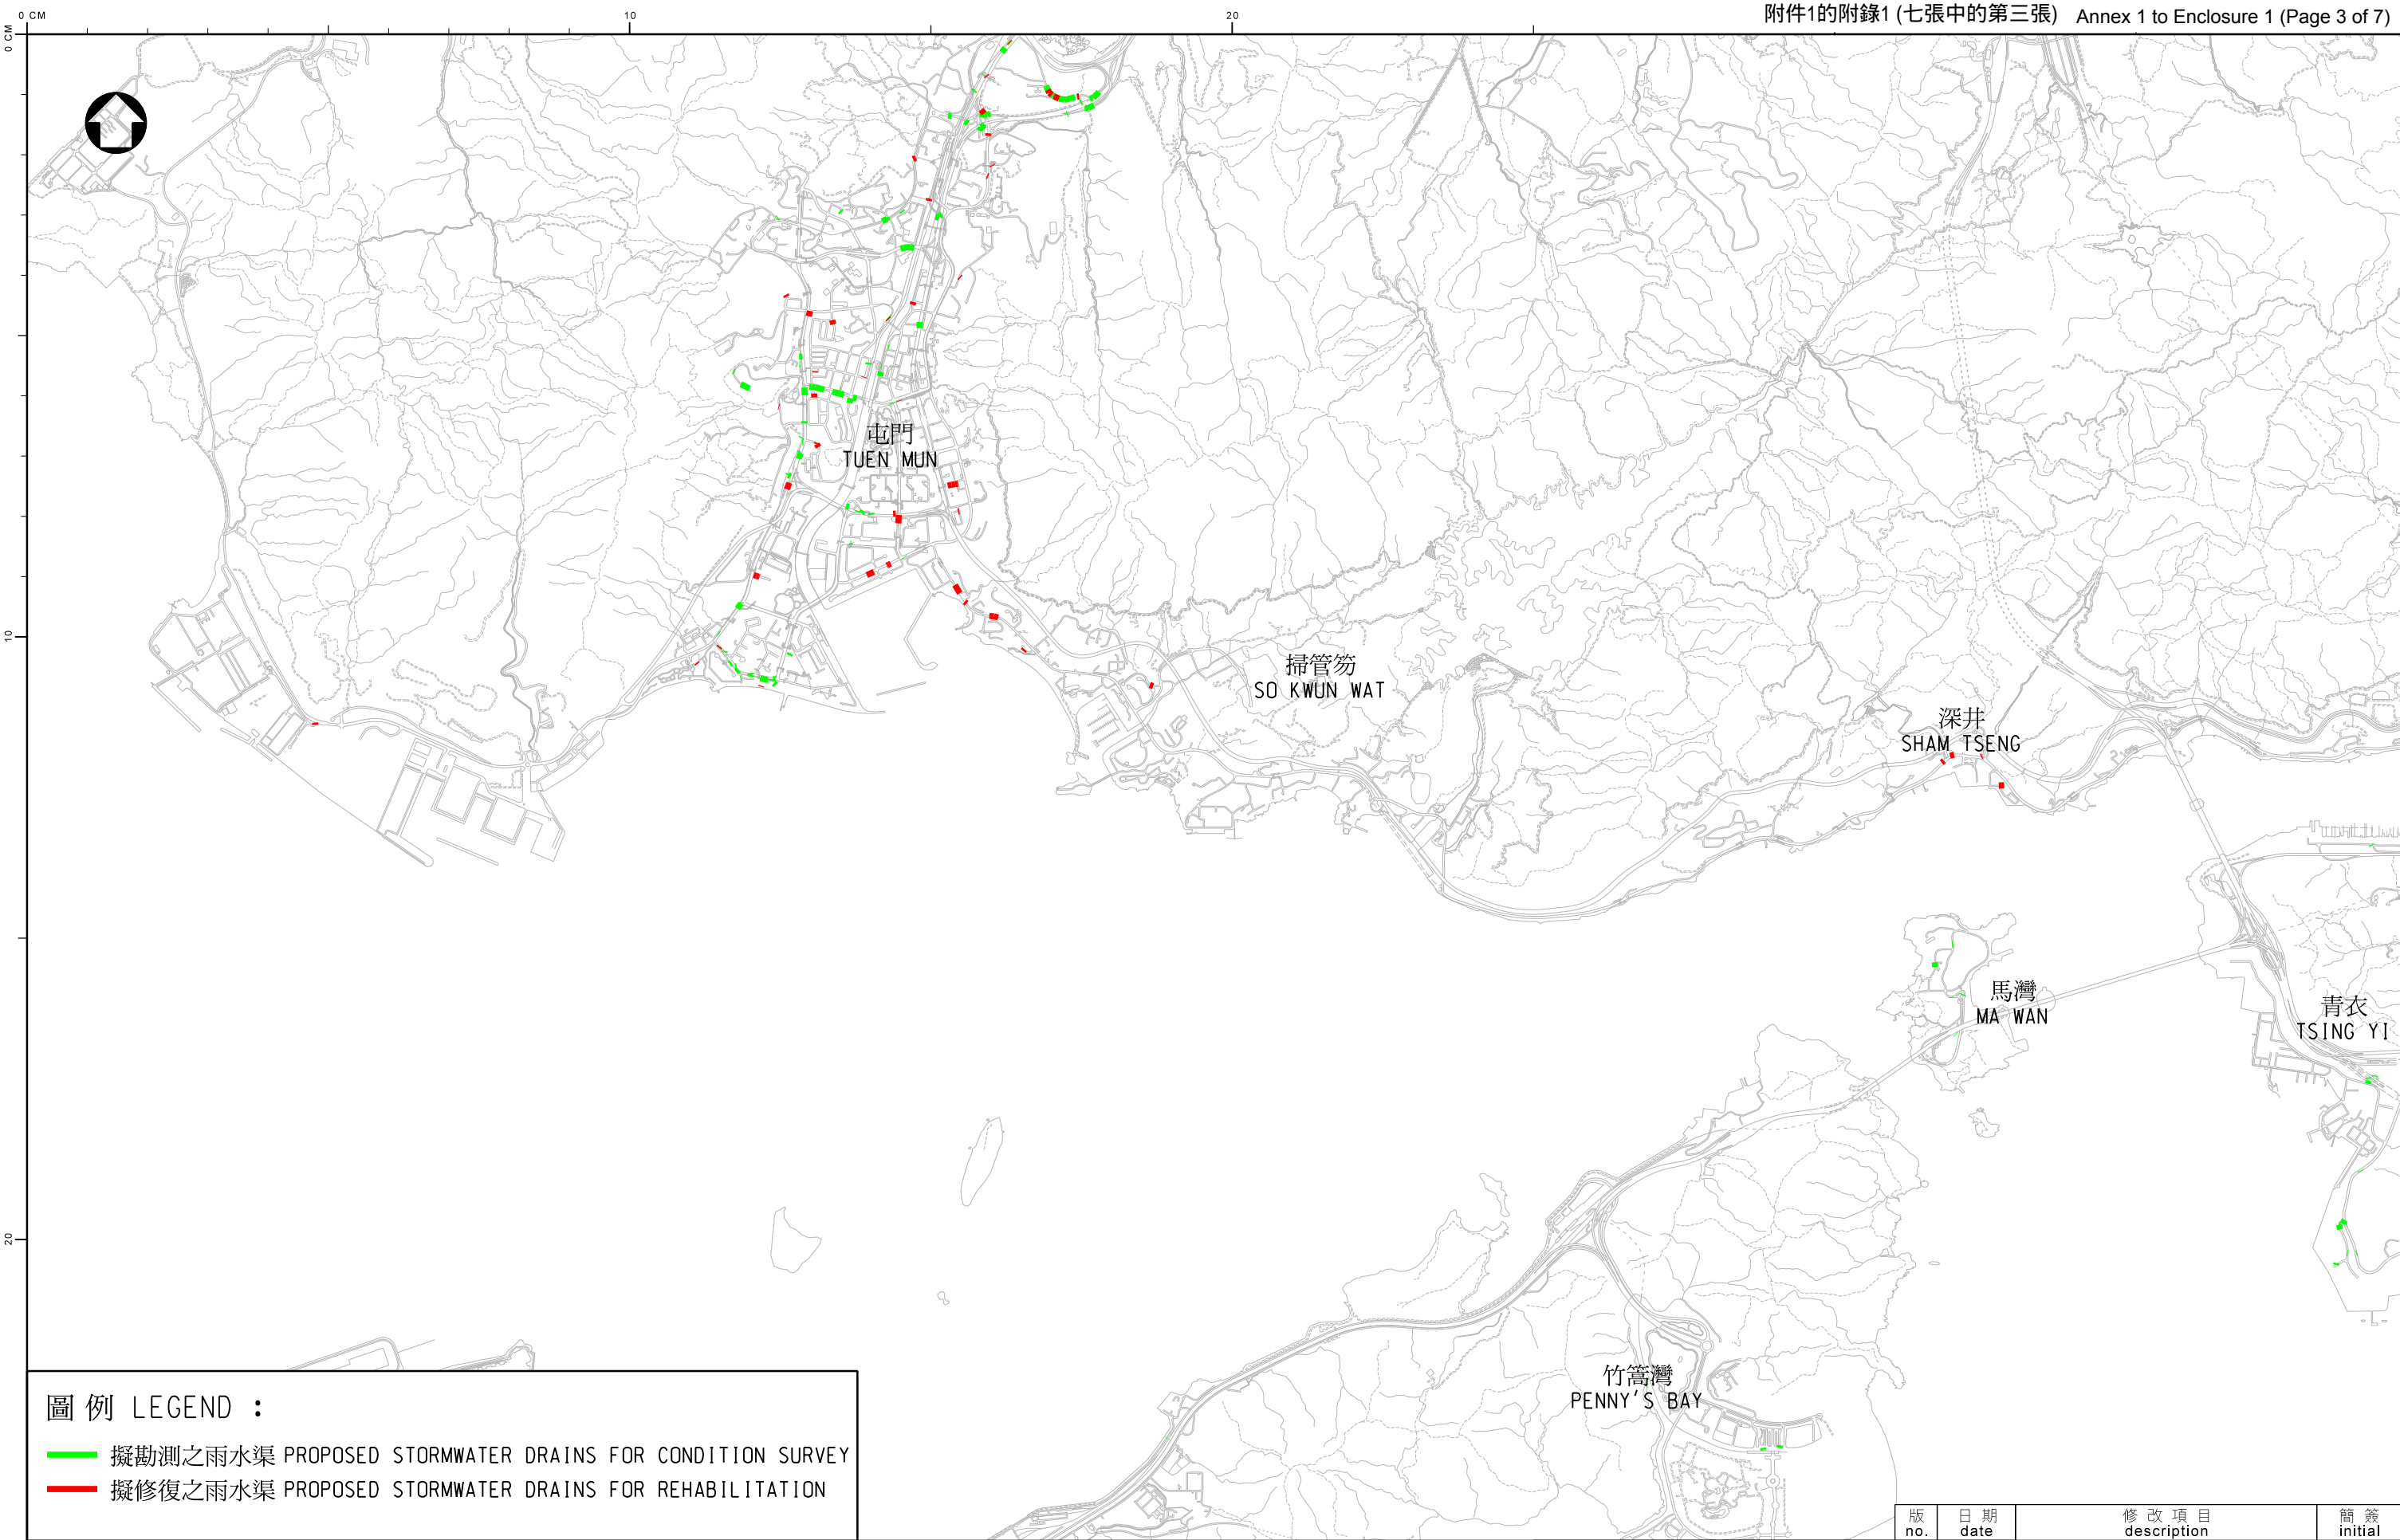 附件1的附錄1 (七張中的第三張) Annex 1 to Enclosure 1 (Page 3 of 7)
0 CM 10 20
0 CM
10
20
屯門
TUEN MUN
掃管笏
SO KWUN WAT
深井
SHAM TSENG
馬灣
MA WAN
青衣
TSING YI
竹篙灣
PENNY'S BAY
圖例 LEGEND :
擬勘測之雨水渠 PROPOSED STORMWATER DRAINS FOR CONDITION SURVEY
擬修復之雨水渠 PROPOSED STORMWATER DRAINS FOR REHABILITATION
版 日期 修改項目 簡簽
no. date description initial